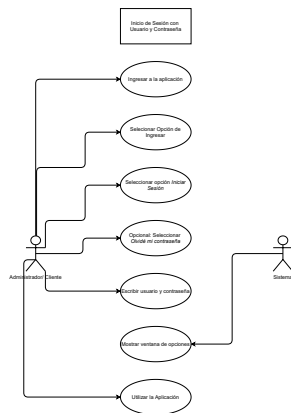 Inicio de Sesión con
Usuario y Contraseña
Ingresar a la aplicación
Selecionar Opción de
Ingresar
Seleccionar opción Iniciar
Sesión
Opcional: Seleccionar
Olvidé mi contraseña
Administrador/ Cliente
Sistema
Escribir usuario y contraseña
Mostrar ventana de opciones
Utilizar la Aplicación